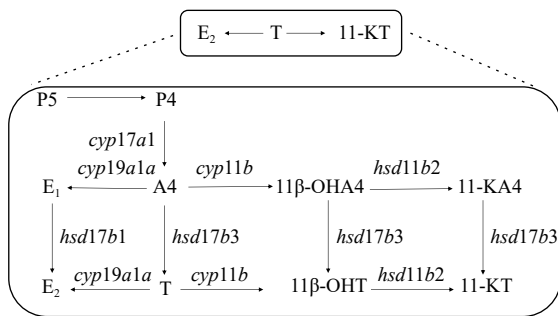 E₂ T 11-KT
P5 P4
cyp17a1
cyp19a1a cyp11b hsd11b2
E₁ A4 11β-OHA4 11-KA4
hsd17b1 hsd17b3 hsd17b3 hsd17b3
cyp19a1a cyp11b hsd11b2
E₂ T 11β-OHT 11-KT